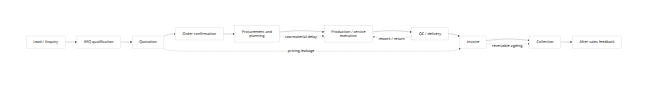 Lead / Inquiry
RFQ qualification
Quotation
Order confirmation
Procurement and
planning
raw material delay
Production / service
execution
rework / return
QC / delivery
pricing leakage
Invoice
receivable ageing
Collection
After-sales feedback